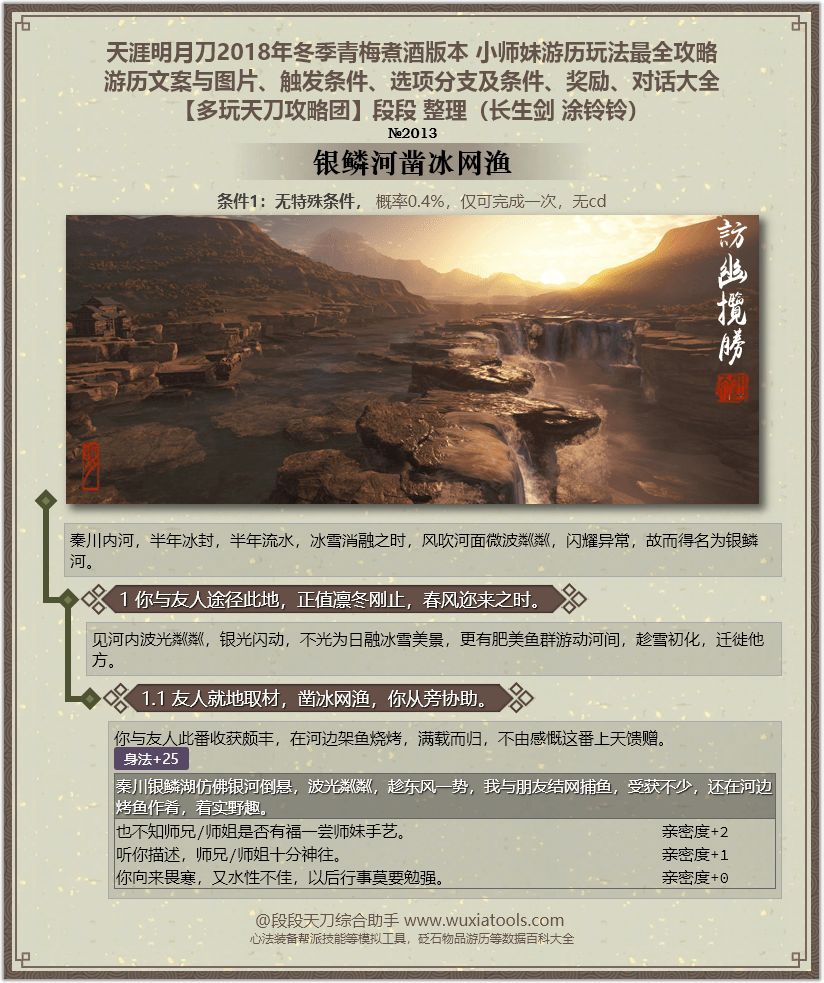 天涯明月刀2018年冬季青梅煮酒版本 小师妹游历玩法最全攻略
游历文案与图片、触发条件、选项分支及条件、奖励、对话大全
【多玩天刀攻略团】段段 整理（长生剑 涂铃铃）
№2013
银鳞河凿冰网渔
条件1：无特殊条件， 概率0.4%，仅可完成一次，无cd
訪幽攬勝
秦川内河，半年冰封，半年流水，冰雪消融之时，风吹河面微波粼粼，闪耀异常，故而得名为银鳞
河。
1 你与友人途径此地，正值凛冬刚止，春风迩来之时。
见河内波光粼粼，银光闪动，不光为日融冰雪美景，更有肥美鱼群游动河间，趁雪初化，迁徙他
方。
1.1 友人就地取材，凿冰网渔，你从旁协助。
你与友人此番收获颇丰，在河边架鱼烧烤，满载而归，不由感慨这番上天馈赠。
身法+25
秦川银鳞湖仿佛银河倒悬，波光粼粼，趁东风一势，我与朋友结网捕鱼，受获不少，还在河边
烤鱼作肴，着实野趣。
也不知师兄/师姐是否有福一尝师妹手艺。 亲密度+2
听你描述，师兄/师姐十分神往。 亲密度+1
你向来畏寒，又水性不佳，以后行事莫要勉强。 亲密度+0
@段段天刀综合助手 www.wuxiatools.com
心法装备帮派技能等模拟工具，砭石物品游历等数据百科大全